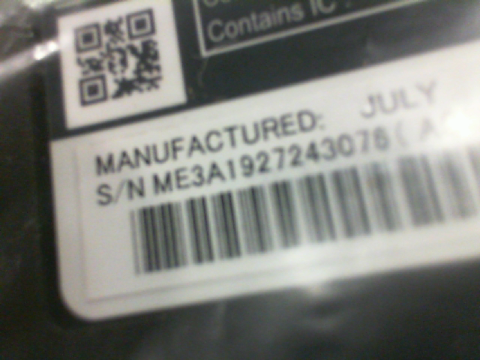 Contains IC
MANUFACTURED: JULY
S/N ME3A1927243076( A